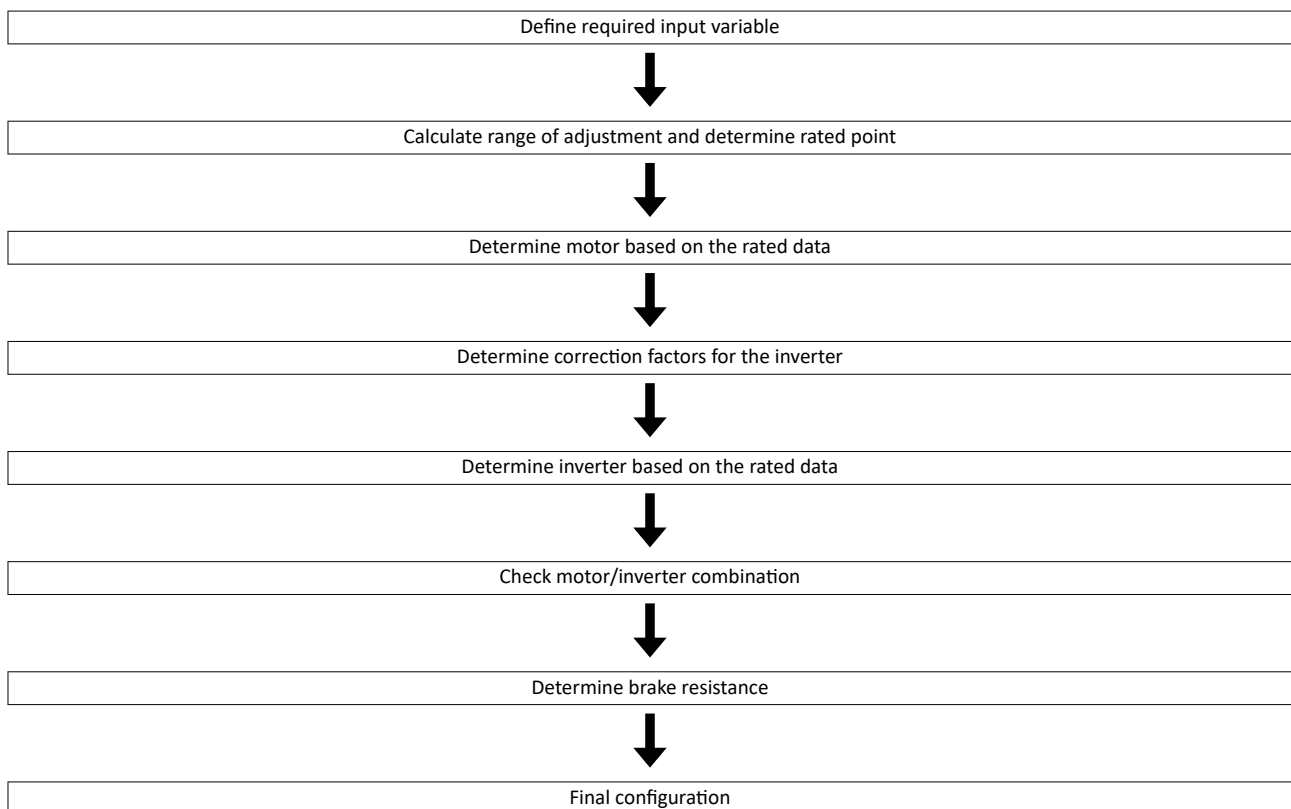 Define required input variable
Calculate range of adjustment and determine rated point
Determine motor based on the rated data
Determine correction factors for the inverter
Determine inverter based on the rated data
Check motor/inverter combination
Determine brake resistance
Final configuration